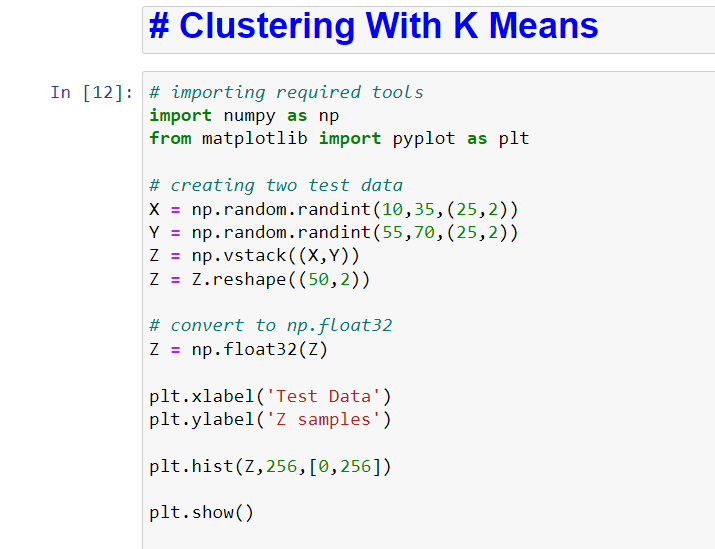 # Clustering With K Means
In [12]: # importing required tools
import numpy as np
from matplotlib import pyplot as plt
# creating two test data
X = np.random.randint(10,35,(25,2))
Y = np.random.randint(55,70,(25,2))
Z = np.vstack((X,Y))
Z = Z.reshape((50,2))
# convert to np.float32
Z = np.float32(Z)
plt.xlabel('Test Data')
plt.ylabel('Z samples')
plt.hist(Z,256,[0,256])
plt.show()